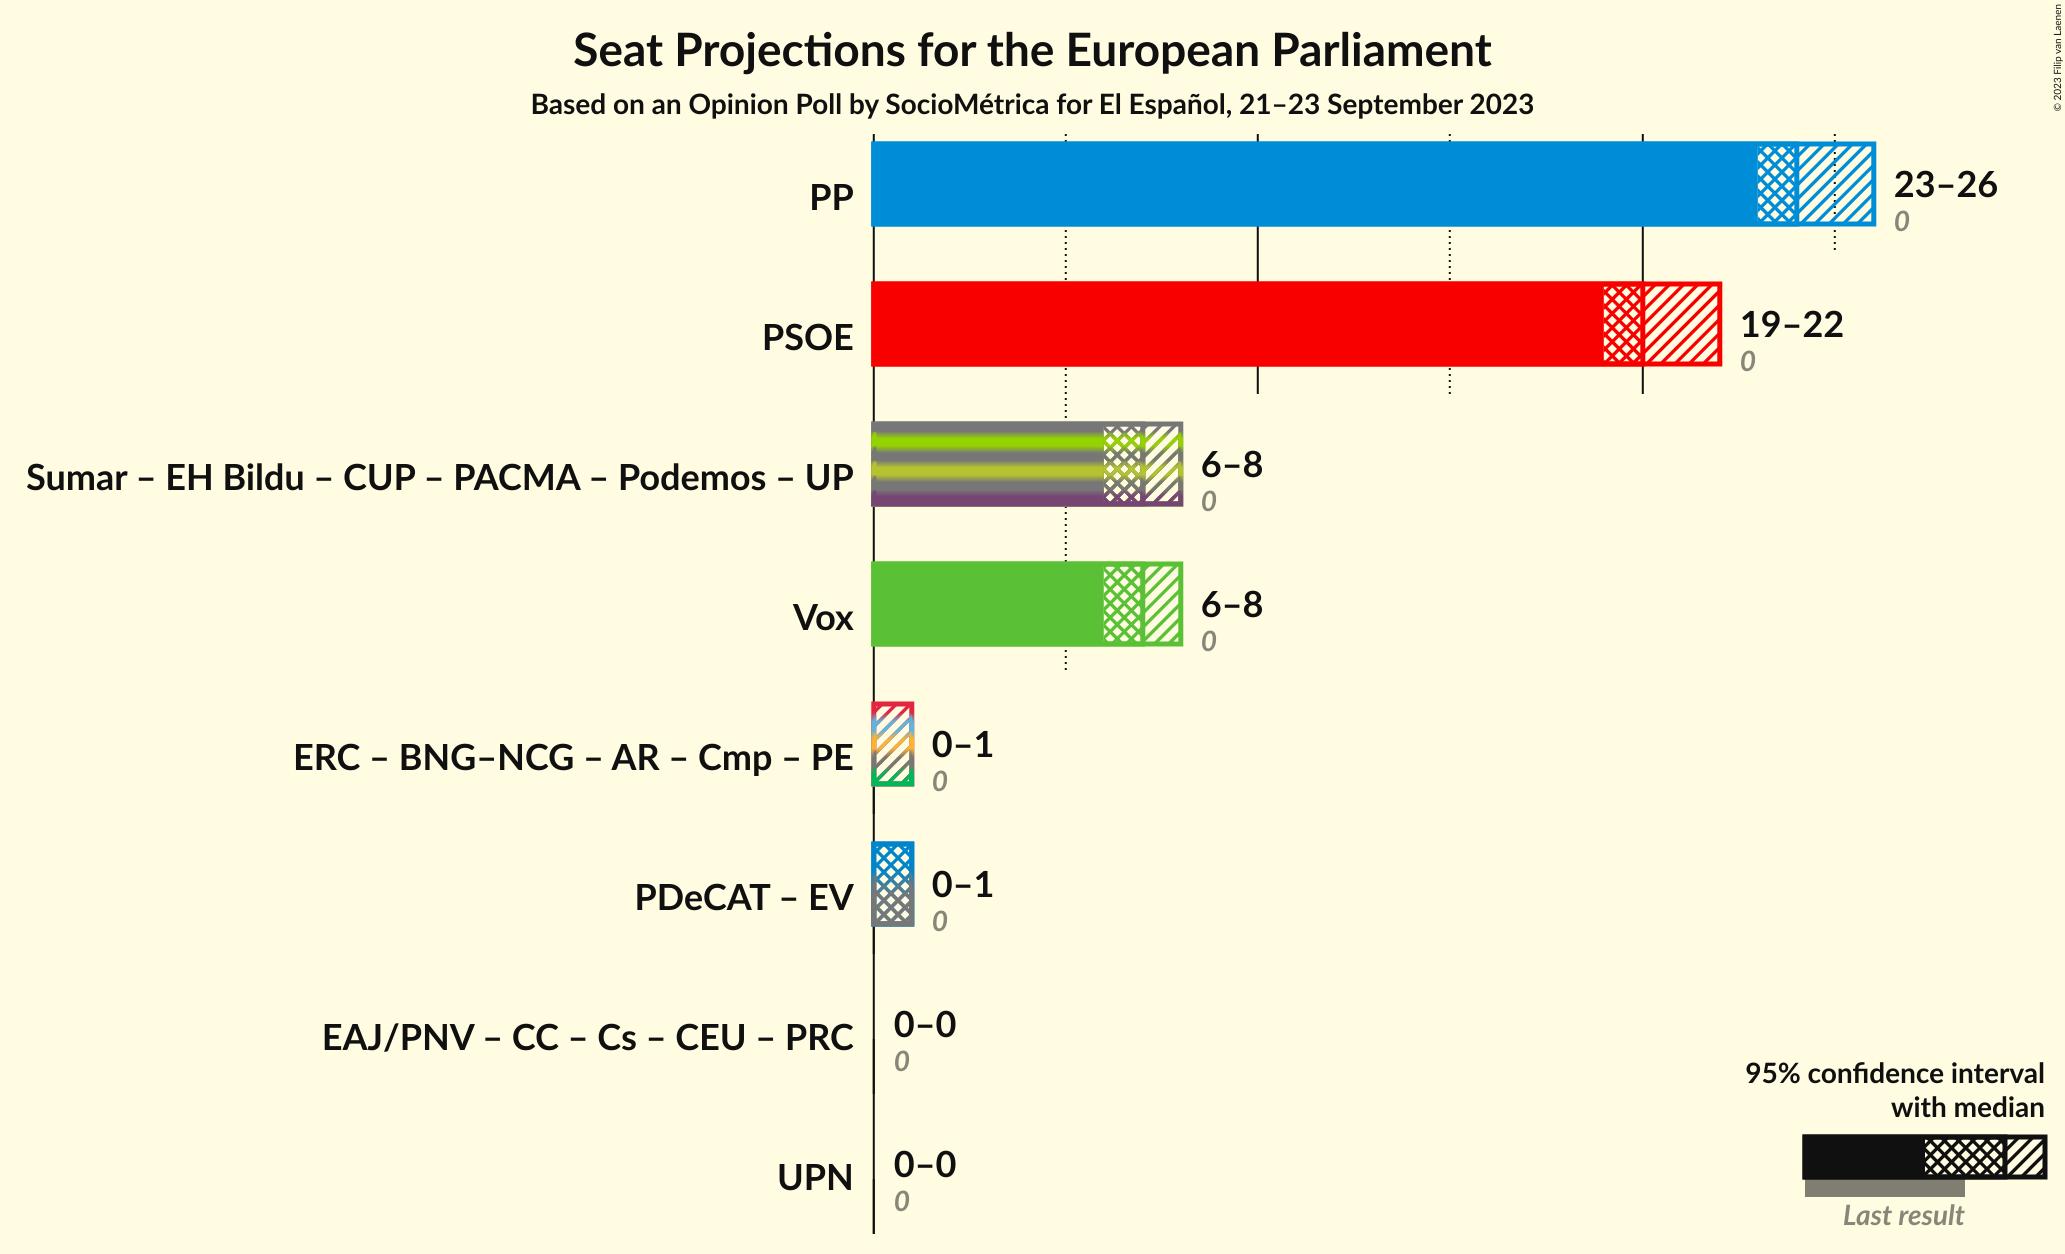 Seat Projections for the European Parliament
Based on an Opinion Poll by SocioMétrica for El Español, 21–23 September 2023
© 2023 Filip van Laenen
PP
23–26
0
PSOE
19–22
0
Sumar – EH Bildu – CUP – PACMA – Podemos – UP
6–8
0
Vox
6–8
0
ERC – BNG–NCG – AR – Cmp – PE
0–1
0
PDeCAT – EV
0–1
0
EAJ/PNV – CC – Cs – CEU – PRC
0–0
0
UPN
0–0
0
95% confidence interval
with median
Last result